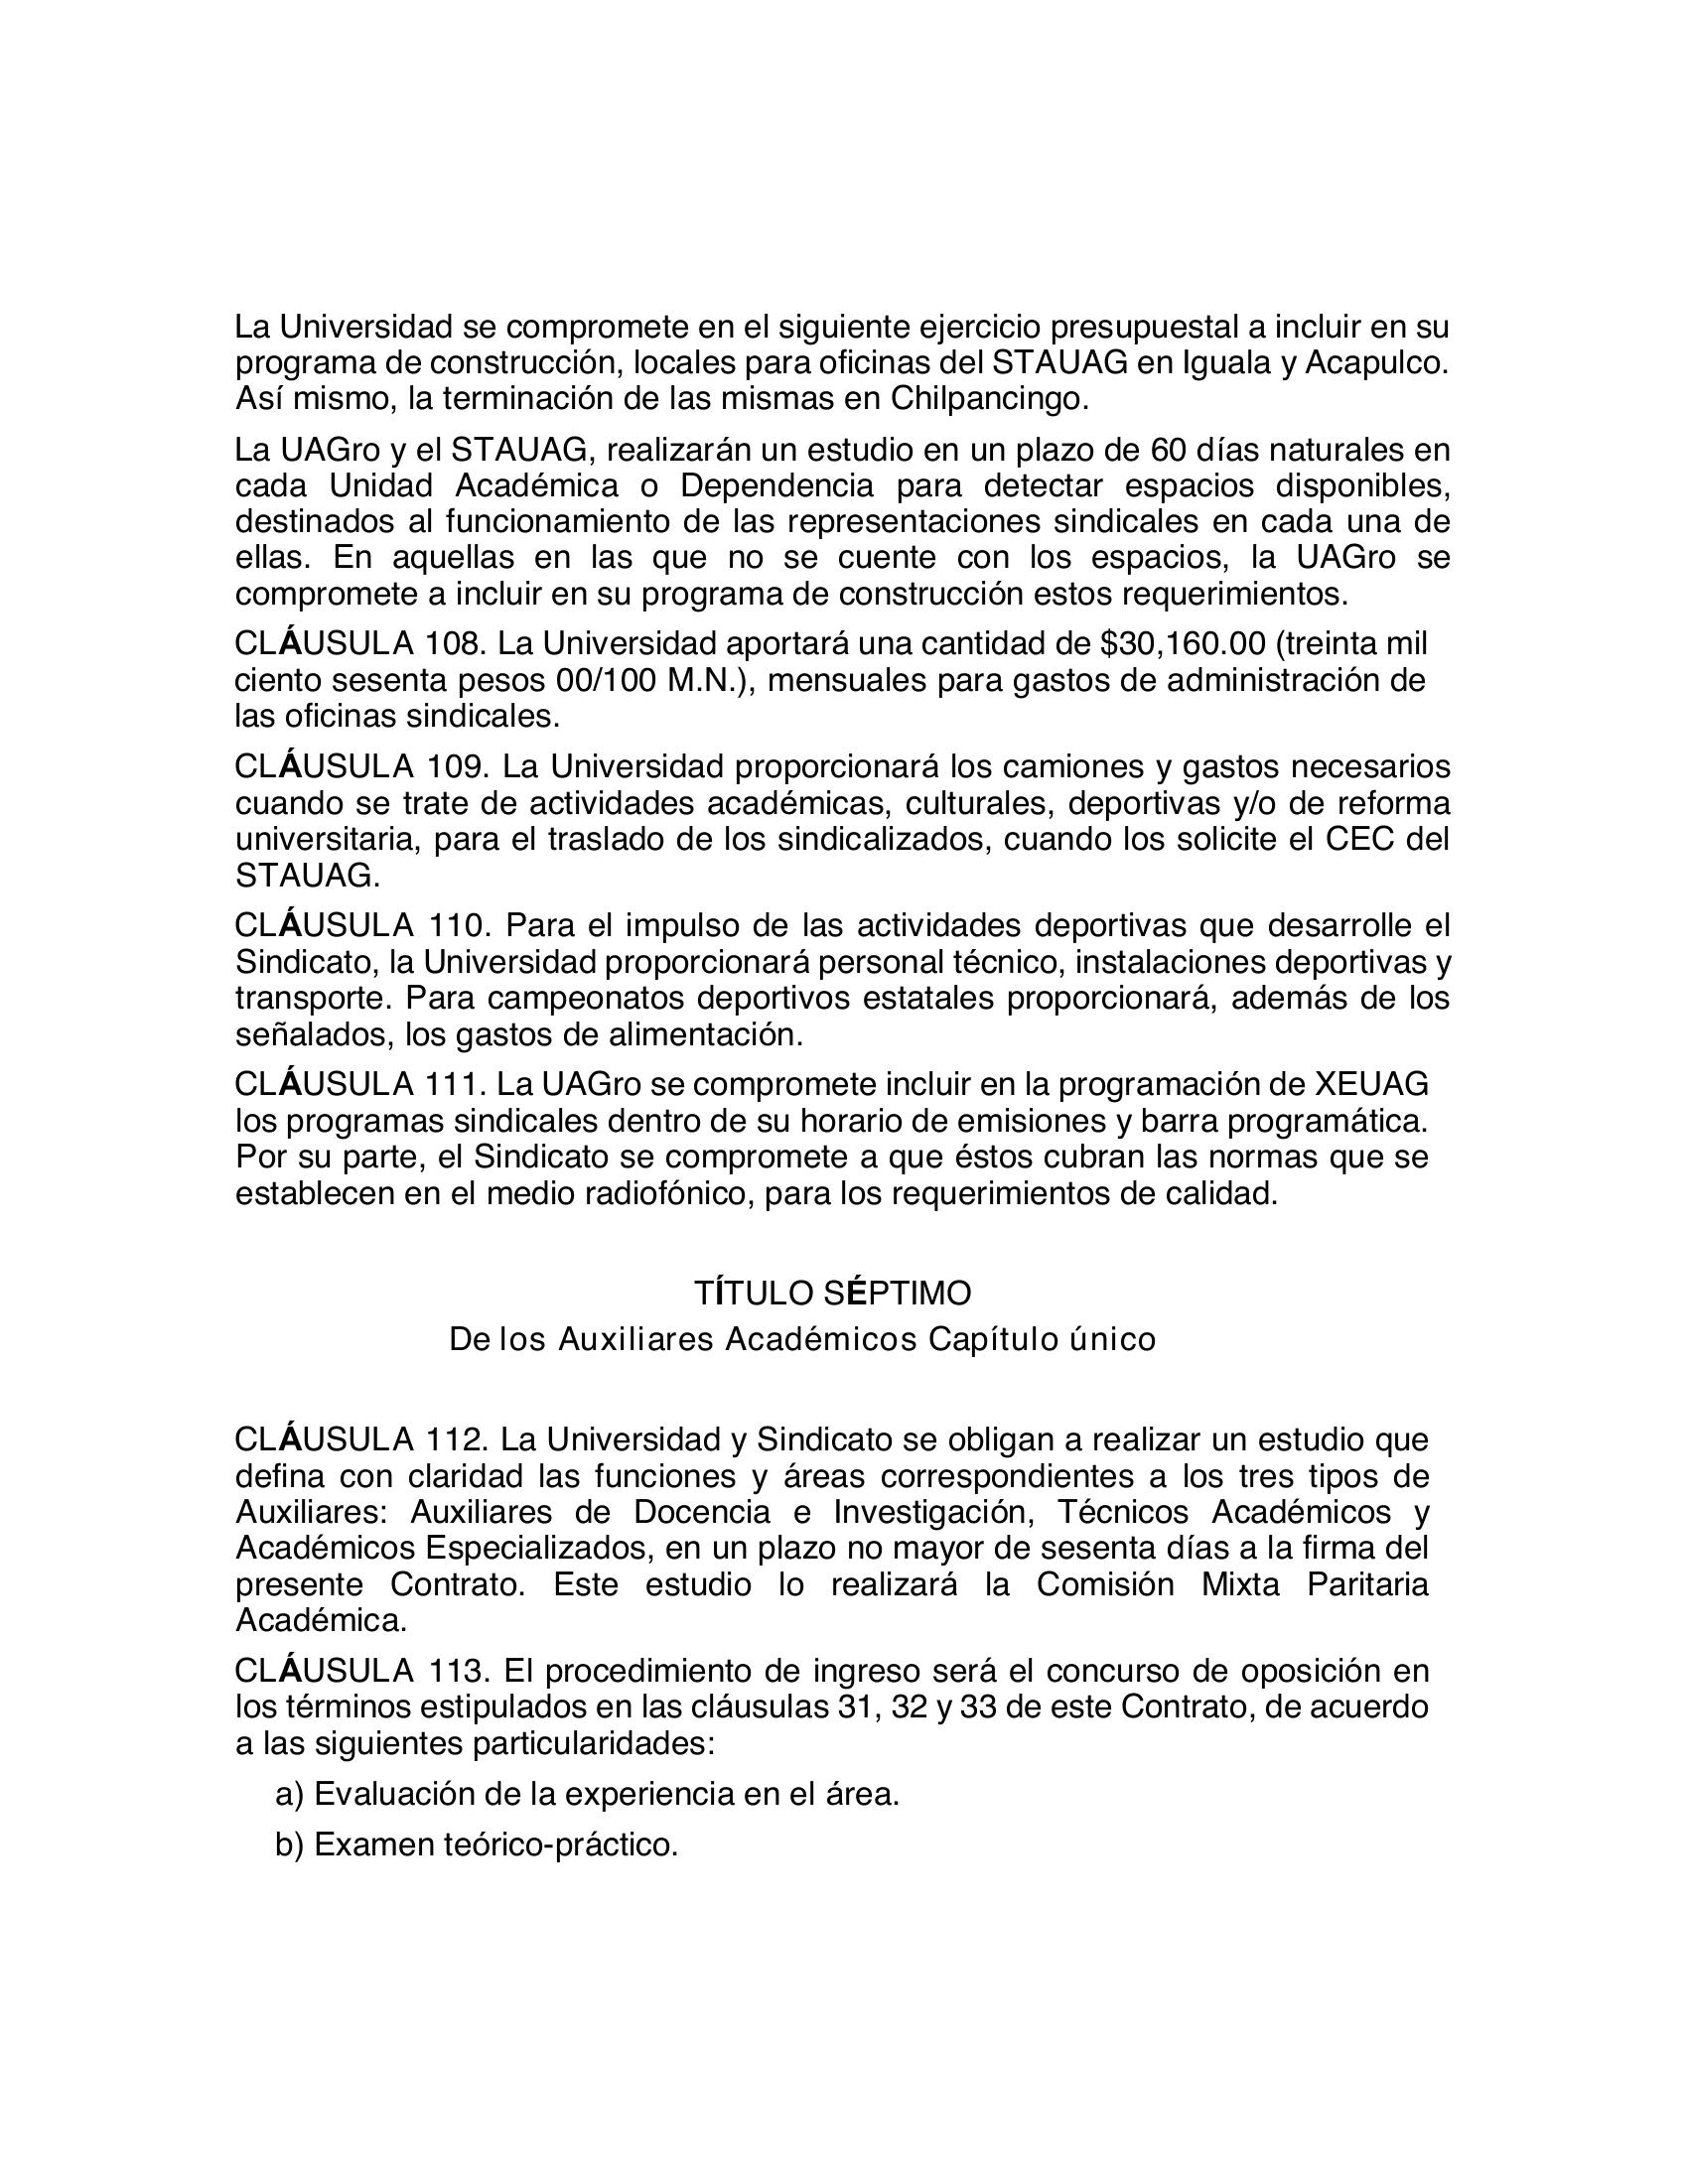 La Universidad se compromete en el siguiente ejercicio presupuestal a incluir en su
programa de construcción, locales para oficinas del STAUAG en Iguala y Acapulco.
Así mismo, la terminación de las mismas en Chilpancingo.
La UAGro y el STAUAG, realizarán un estudio en un plazo de 60 días naturales en
cada Unidad Académica o Dependencia para detectar espacios disponibles,
destinados al funcionamiento de las representaciones sindicales en cada una de
ellas. En aquellas en las que no se cuente con los espacios, la UAGro se
compromete a incluir en su programa de construcción estos requerimientos.
CLÁUSULA 108. La Universidad aportará una cantidad de $30,160.00 (treinta mil
ciento sesenta pesos 00/100 M.N.), mensuales para gastos de administración de
las oficinas sindicales.
CLÁUSULA 109. La Universidad proporcionará los camiones y gastos necesarios
cuando se trate de actividades académicas, culturales, deportivas y/o de reforma
universitaria, para el traslado de los sindicalizados, cuando los solicite el CEC del
STAUAG.
CLÁUSULA 110. Para el impulso de las actividades deportivas que desarrolle el
Sindicato, la Universidad proporcionará personal técnico, instalaciones deportivas y
transporte. Para campeonatos deportivos estatales proporcionará, además de los
señalados, los gastos de alimentación.
CLÁUSULA 111. La UAGro se compromete incluir en la programación de XEUAG
los programas sindicales dentro de su horario de emisiones y barra programática.
Por su parte, el Sindicato se compromete a que éstos cubran las normas que se
establecen en el medio radiofónico, para los requerimientos de calidad.
TÍTULO SÉPTIMO
De los Auxiliares Académicos Capítulo único
CLÁUSULA 112. La Universidad y Sindicato se obligan a realizar un estudio que
defina con claridad las funciones y áreas correspondientes a los tres tipos de
Auxiliares: Auxiliares de Docencia e Investigación, Técnicos Académicos y
Académicos Especializados, en un plazo no mayor de sesenta días a la firma del
presente Contrato. Este estudio lo realizará la Comisión Mixta Paritaria
Académica.
CLÁUSULA 113. El procedimiento de ingreso será el concurso de oposición en
los términos estipulados en las cláusulas 31, 32 y 33 de este Contrato, de acuerdo
a las siguientes particularidades:
a) Evaluación de la experiencia en el área.
b) Examen teórico-práctico.